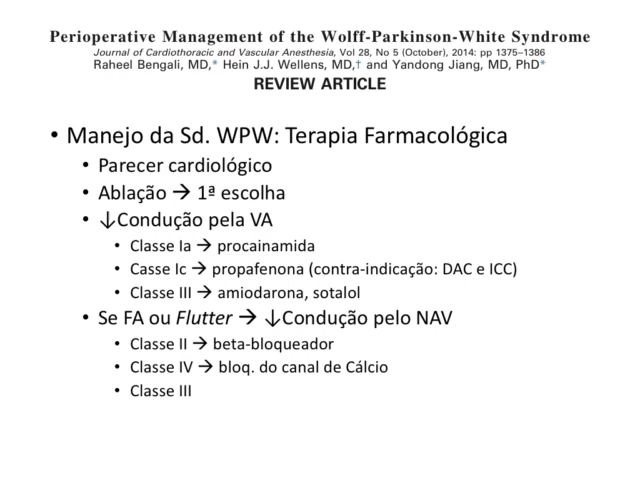 Perioperative Management of the Wolff-Parkinson-White Syndrome
Journal of Cardiothoracic and Vascular Anesthesia, Vol 28, No 5 (October), 2014: pp 1375–1386
Raheel Bengali, MD,* Hein J.J. Wellens, MD,† and Yandong Jiang, MD, PhD*
REVIEW ARTICLE
• Manejo da Sd. WPW: Terapia Farmacológica
• Parecer cardiológico
• Ablação → 1ª escolha
• ↓Condução pela VA
• Classe Ia → procainamida
• Casse Ic → propafenona (contra-indicação: DAC e ICC)
• Classe III → amiodarona, sotalol
• Se FA ou Flutter → ↓Condução pelo NAV
• Classe II → beta-bloqueador
• Classe IV → bloq. do canal de Cálcio
• Classe III